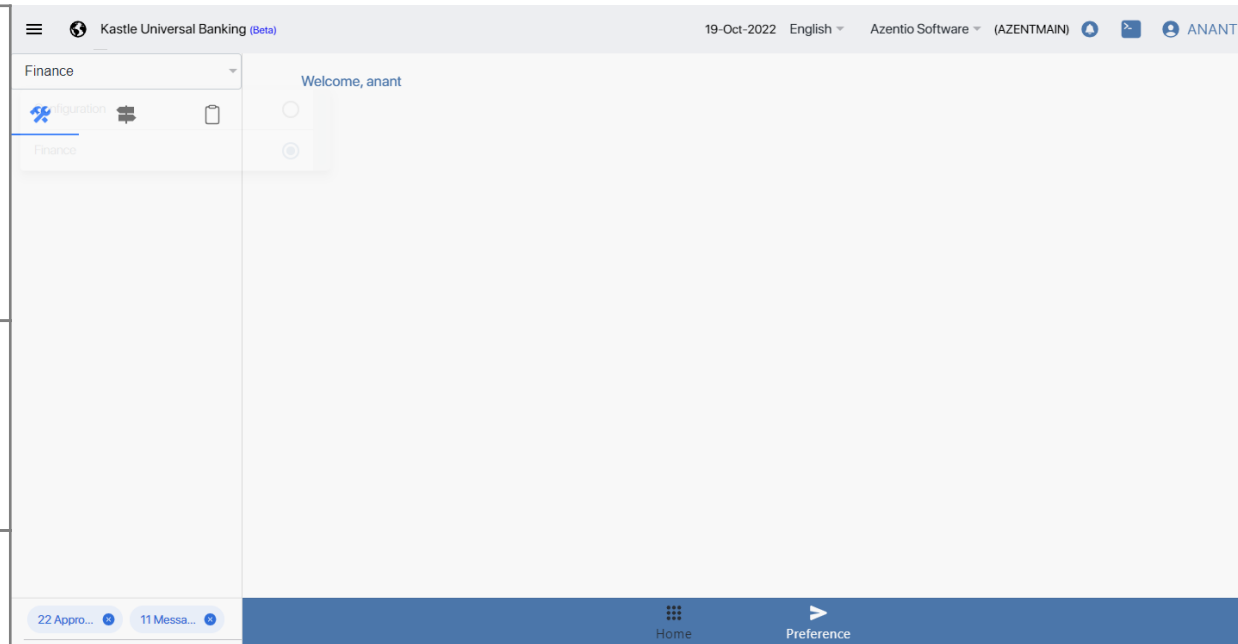 Kastle Universal Banking (Beta)
19-Oct-2022 English Azentio Software (AZENTMAIN) ANANT
Finance
Welcome, anant
figuration
Finance
22 Appro... 11 Messa...
Home Preference